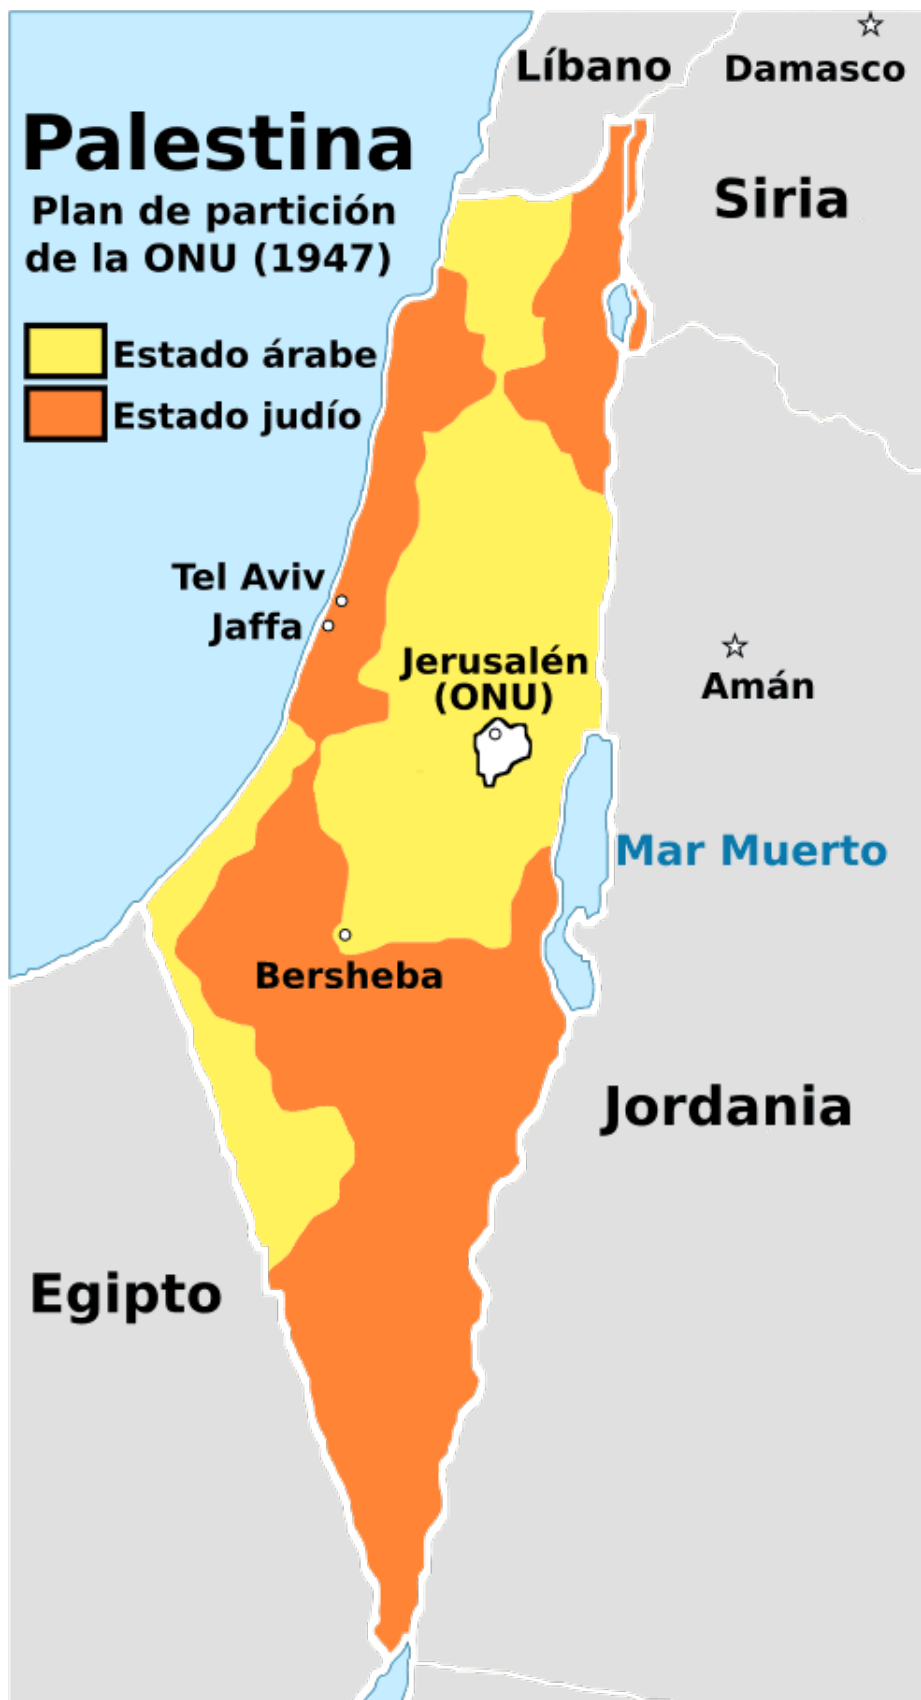 Líbano
Damasco
Palestina
Plan de partición
de la ONU (1947)
Siria
Estado árabe
Estado judío
Tel Aviv
Jaffa
Jerusalén
(ONU)
Amán
Mar Muerto
Bersheba
Jordania
Egipto